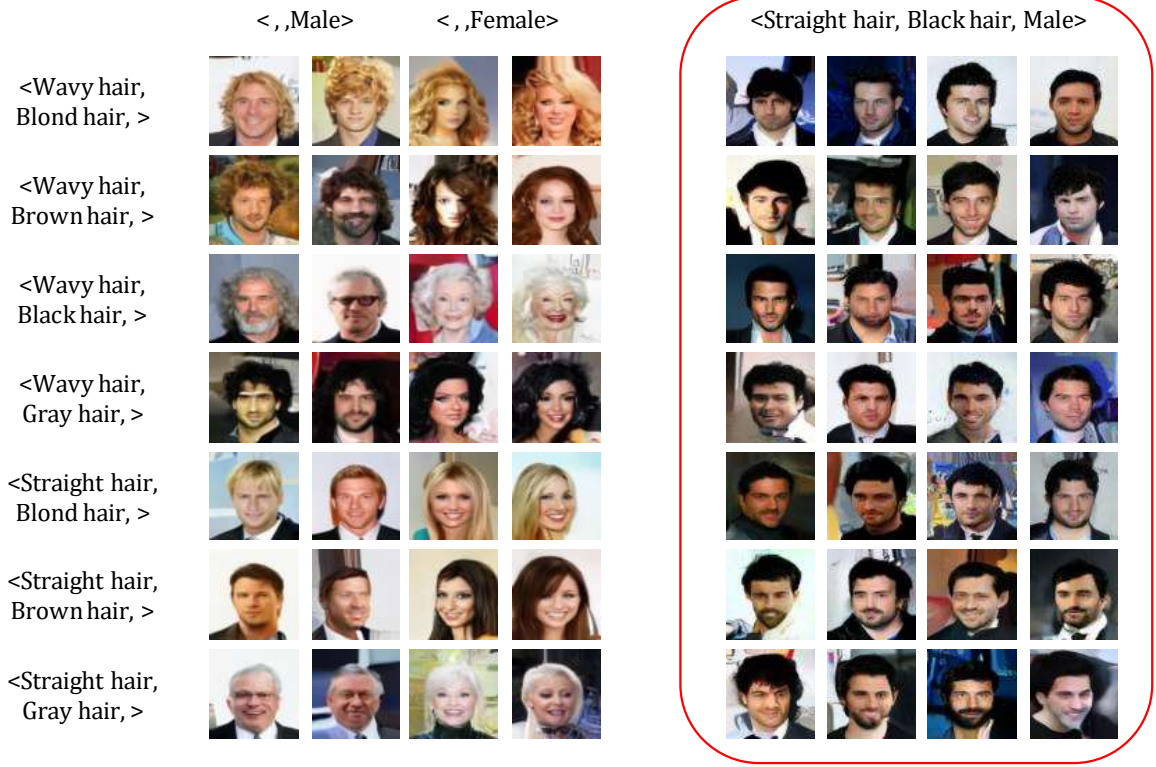 < , ,Male>
< , ,Female>
<Straight hair, Black hair, Male>
<Wavy hair,
Blond hair, >
<Wavy hair,
Brown hair, >
<Wavy hair,
Black hair, >
<Wavy hair,
Gray hair, >
<Straight hair,
Blond hair, >
<Straight hair,
Brown hair, >
<Straight hair,
Gray hair, >